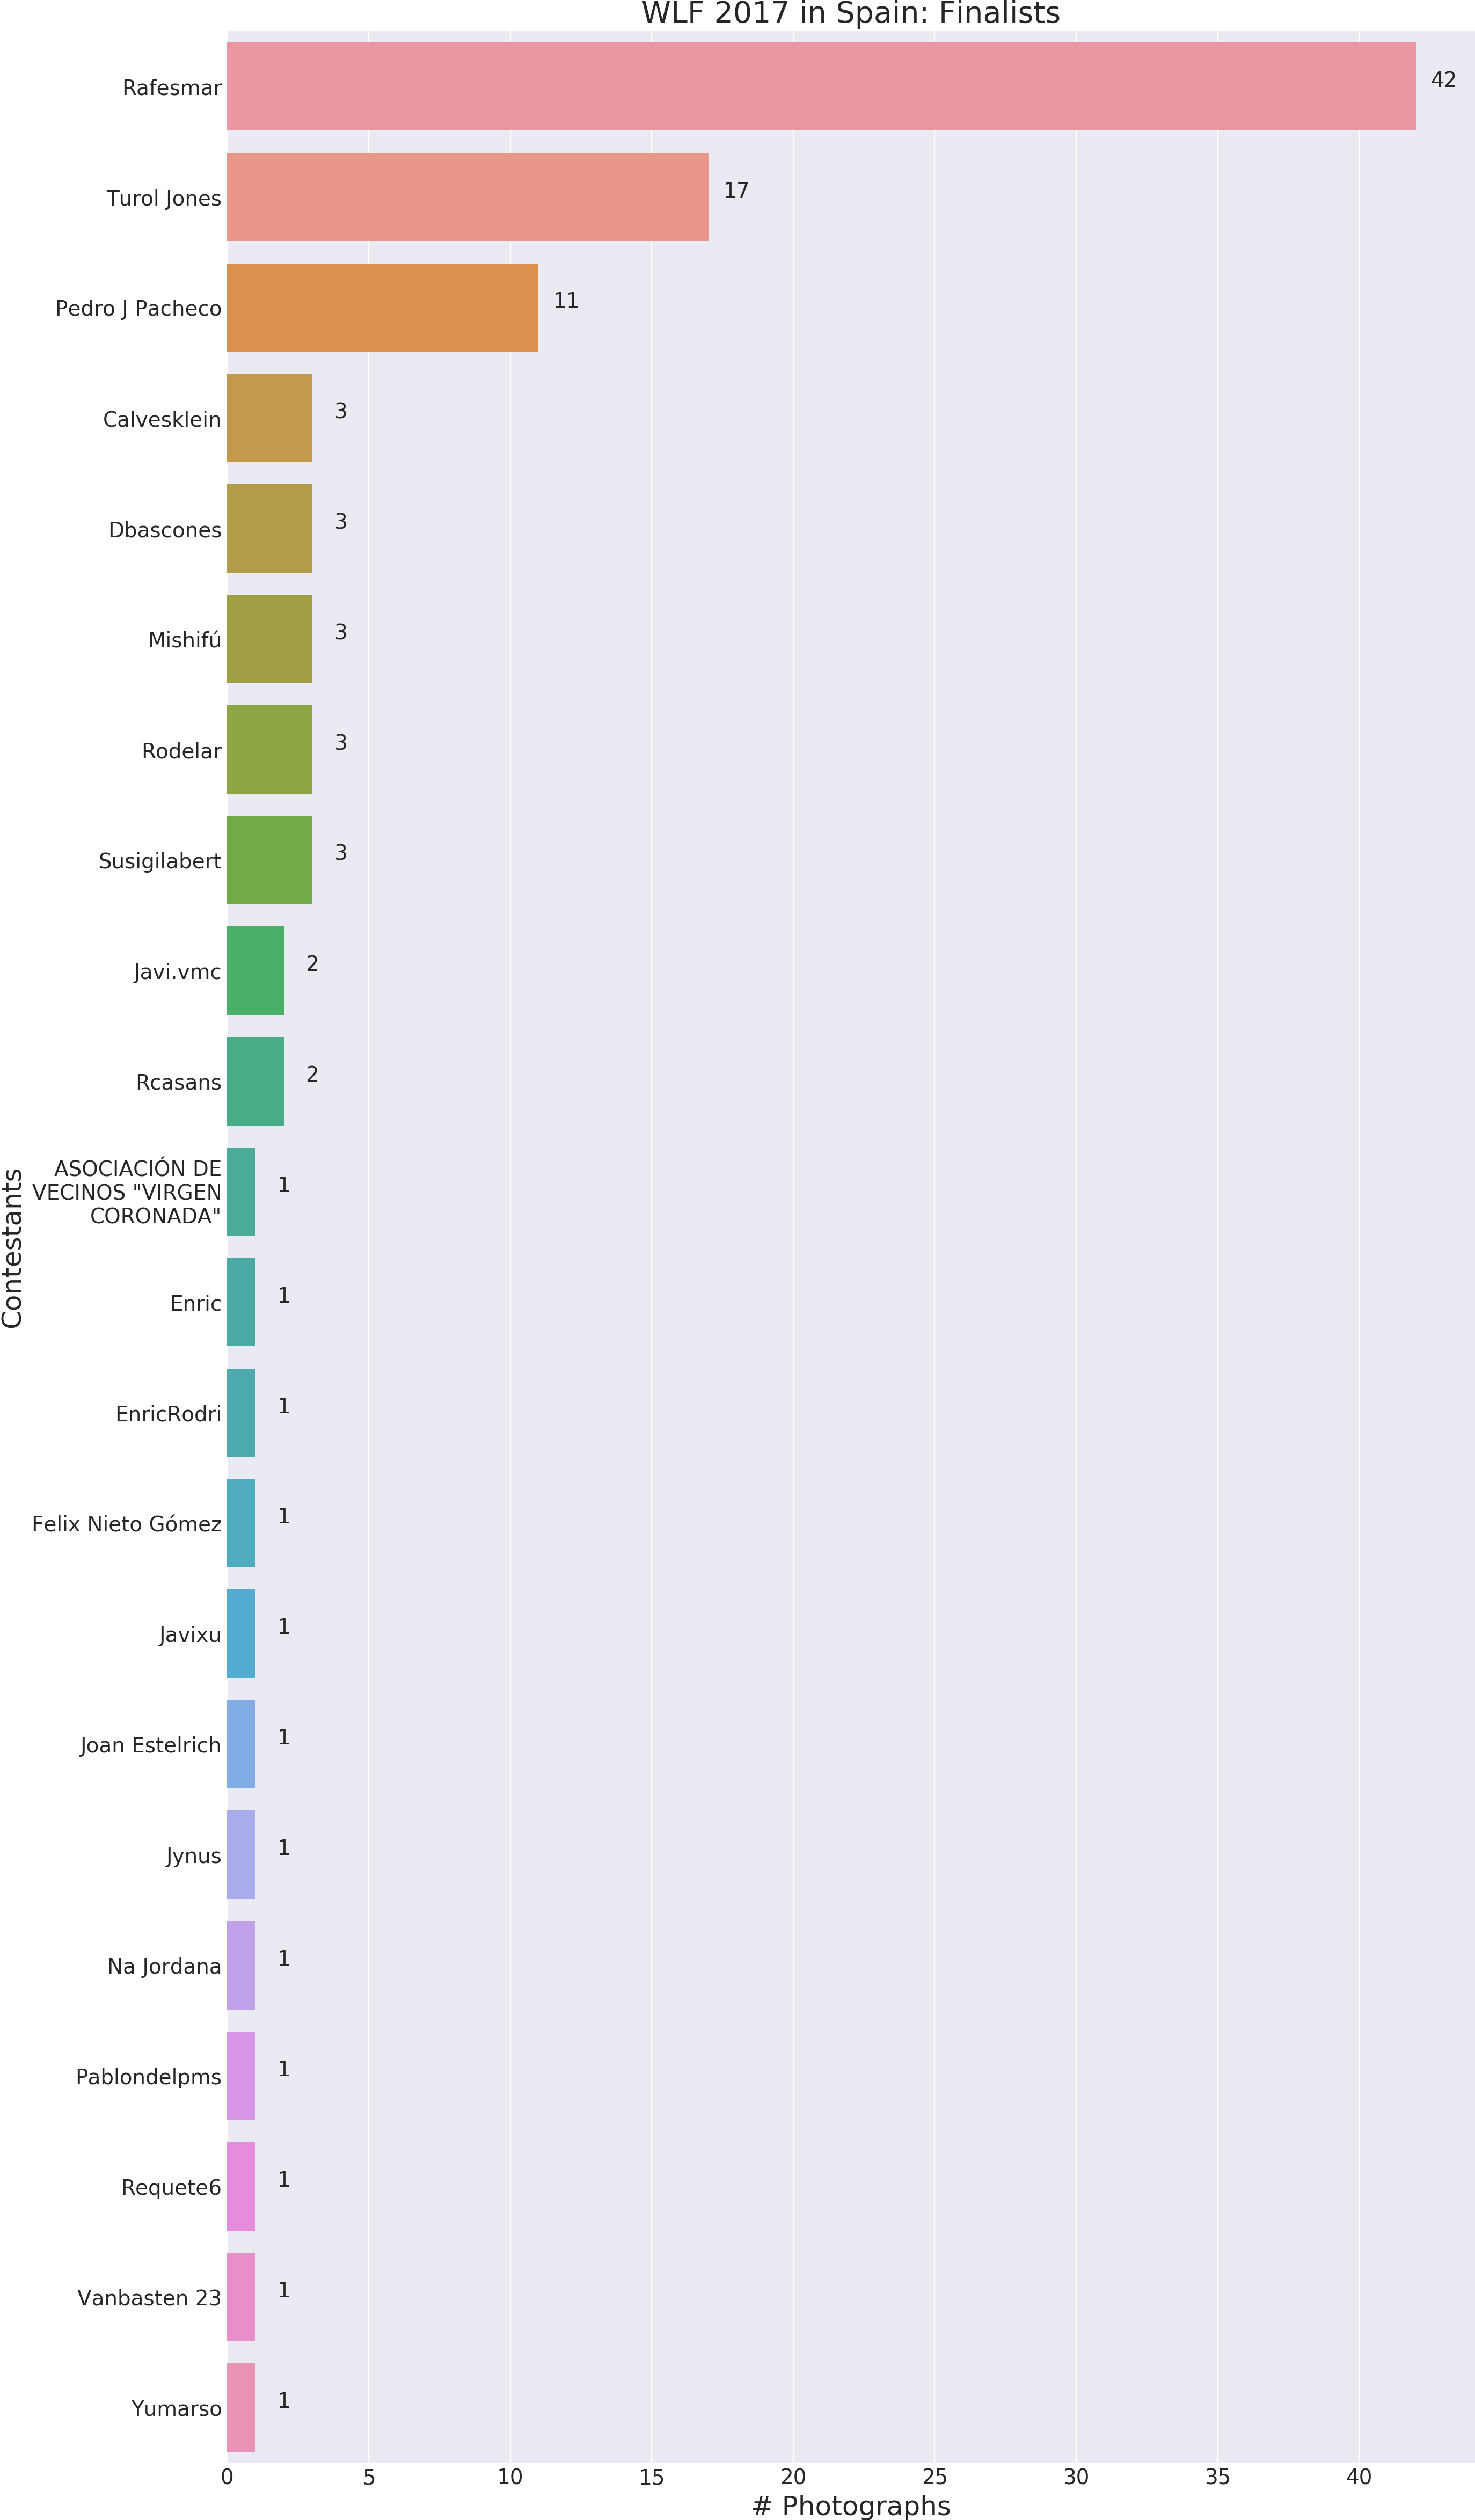 WLF 2017 in Spain: Finalists
Rafesmar
42
Turol Jones
17
Pedro J Pacheco
11
Calvesklein
3
Dbascones
3
Mishifú
3
Rodelar
3
Susigilabert
3
Javi.vmc
2
Rcasans
2
ASOCIACIÓN DE
VECINOS "VIRGEN
CORONADA"
1
Enric
1
EnricRodri
1
Felix Nieto Gómez
1
Javixu
1
Joan Estelrich
1
Jynus
1
Na Jordana
1
Pablondelpms
1
Requete6
1
Vanbasten 23
1
Yumarso
1
Contestants
0 5 10 15 20 25 30 35 40
# Photographs